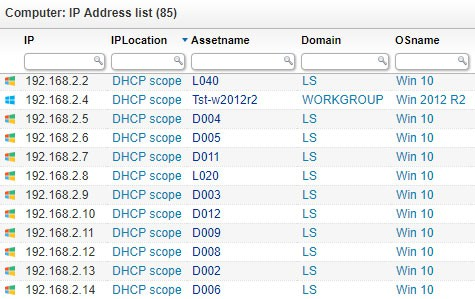 Computer: IP Address list (85)
IP IPLocation Assetname Domain OSname
192.168.2.2 DHCP scope L040 LS Win 10
192.168.2.4 DHCP scope Tst-w2012r2 WORKGROUP Win 2012 R2
192.168.2.5 DHCP scope D004 LS Win 10
192.168.2.6 DHCP scope D005 LS Win 10
192.168.2.7 DHCP scope D011 LS Win 10
192.168.2.8 DHCP scope L020 LS Win 10
192.168.2.9 DHCP scope D003 LS Win 10
192.168.2.10 DHCP scope D012 LS Win 10
192.168.2.11 DHCP scope D009 LS Win 10
192.168.2.12 DHCP scope D008 LS Win 10
192.168.2.13 DHCP scope D002 LS Win 10
192.168.2.14 DHCP scope D006 LS Win 10